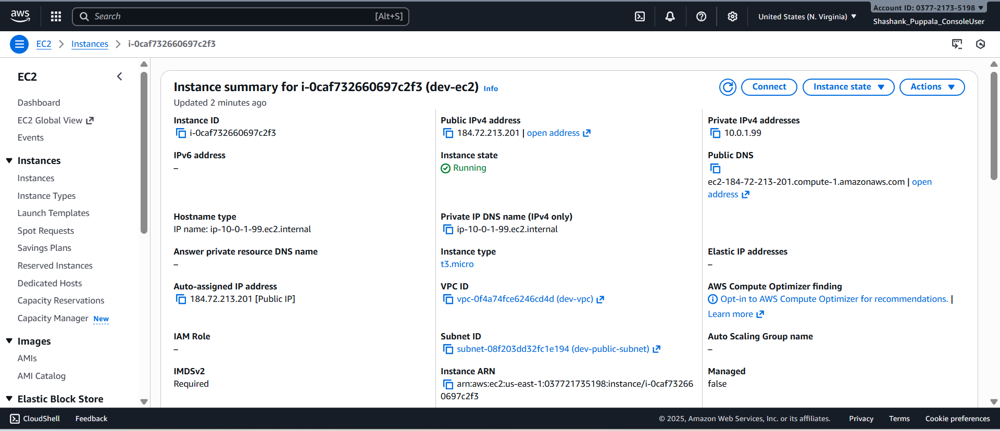 aws
Search
[Alt+S]
United States (N. Virginia)
Account ID: 0377-2173-5198
Shashank_Puppala_ConsoleUser
EC2
Instances
i-0caf732660697c2f3
EC2
Dashboard
EC2 Global View
Events
Instances
Instances
Instance Types
Launch Templates
Spot Requests
Savings Plans
Reserved Instances
Dedicated Hosts
Capacity Reservations
Capacity Manager New
Images
AMIs
AMI Catalog
Elastic Block Store
Instance summary for i-0caf732660697c2f3 (dev-ec2) Info
Updated 2 minutes ago
Connect
Instance state
Actions
Instance ID
i-0caf732660697c2f3
Public IPv4 address
184.72.213.201 | open address
Private IPv4 addresses
10.0.1.99
IPv6 address
–
Instance state
Running
Public DNS
ec2-184-72-213-201.compute-1.amazonaws.com | open
address
Hostname type
IP name: ip-10-0-1-99.ec2.internal
Private IP DNS name (IPv4 only)
ip-10-0-1-99.ec2.internal
Answer private resource DNS name
–
Instance type
t3.micro
Elastic IP addresses
–
Auto-assigned IP address
184.72.213.201 [Public IP]
VPC ID
vpc-0f4a74fce6246cd4d (dev-vpc)
AWS Compute Optimizer finding
Opt-in to AWS Compute Optimizer for recommendations. |
Learn more
IAM Role
–
Subnet ID
subnet-08f203dd32fc1e194 (dev-public-subnet)
Auto Scaling Group name
–
IMDSv2
Required
Instance ARN
arn:aws:ec2:us-east-1:037721735198:instance/i-0caf73266
0697c2f3
Managed
false
CloudShell
Feedback
© 2025, Amazon Web Services, Inc. or its affiliates.
Privacy
Terms
Cookie preferences